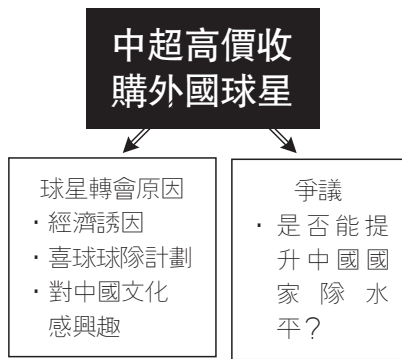 中超高價收
購外國球星
球星轉會原因
·經濟誘因
·喜球球隊計劃
·對中國文化
感興趣
爭議
·是否能提
升中國國
家隊水
平?